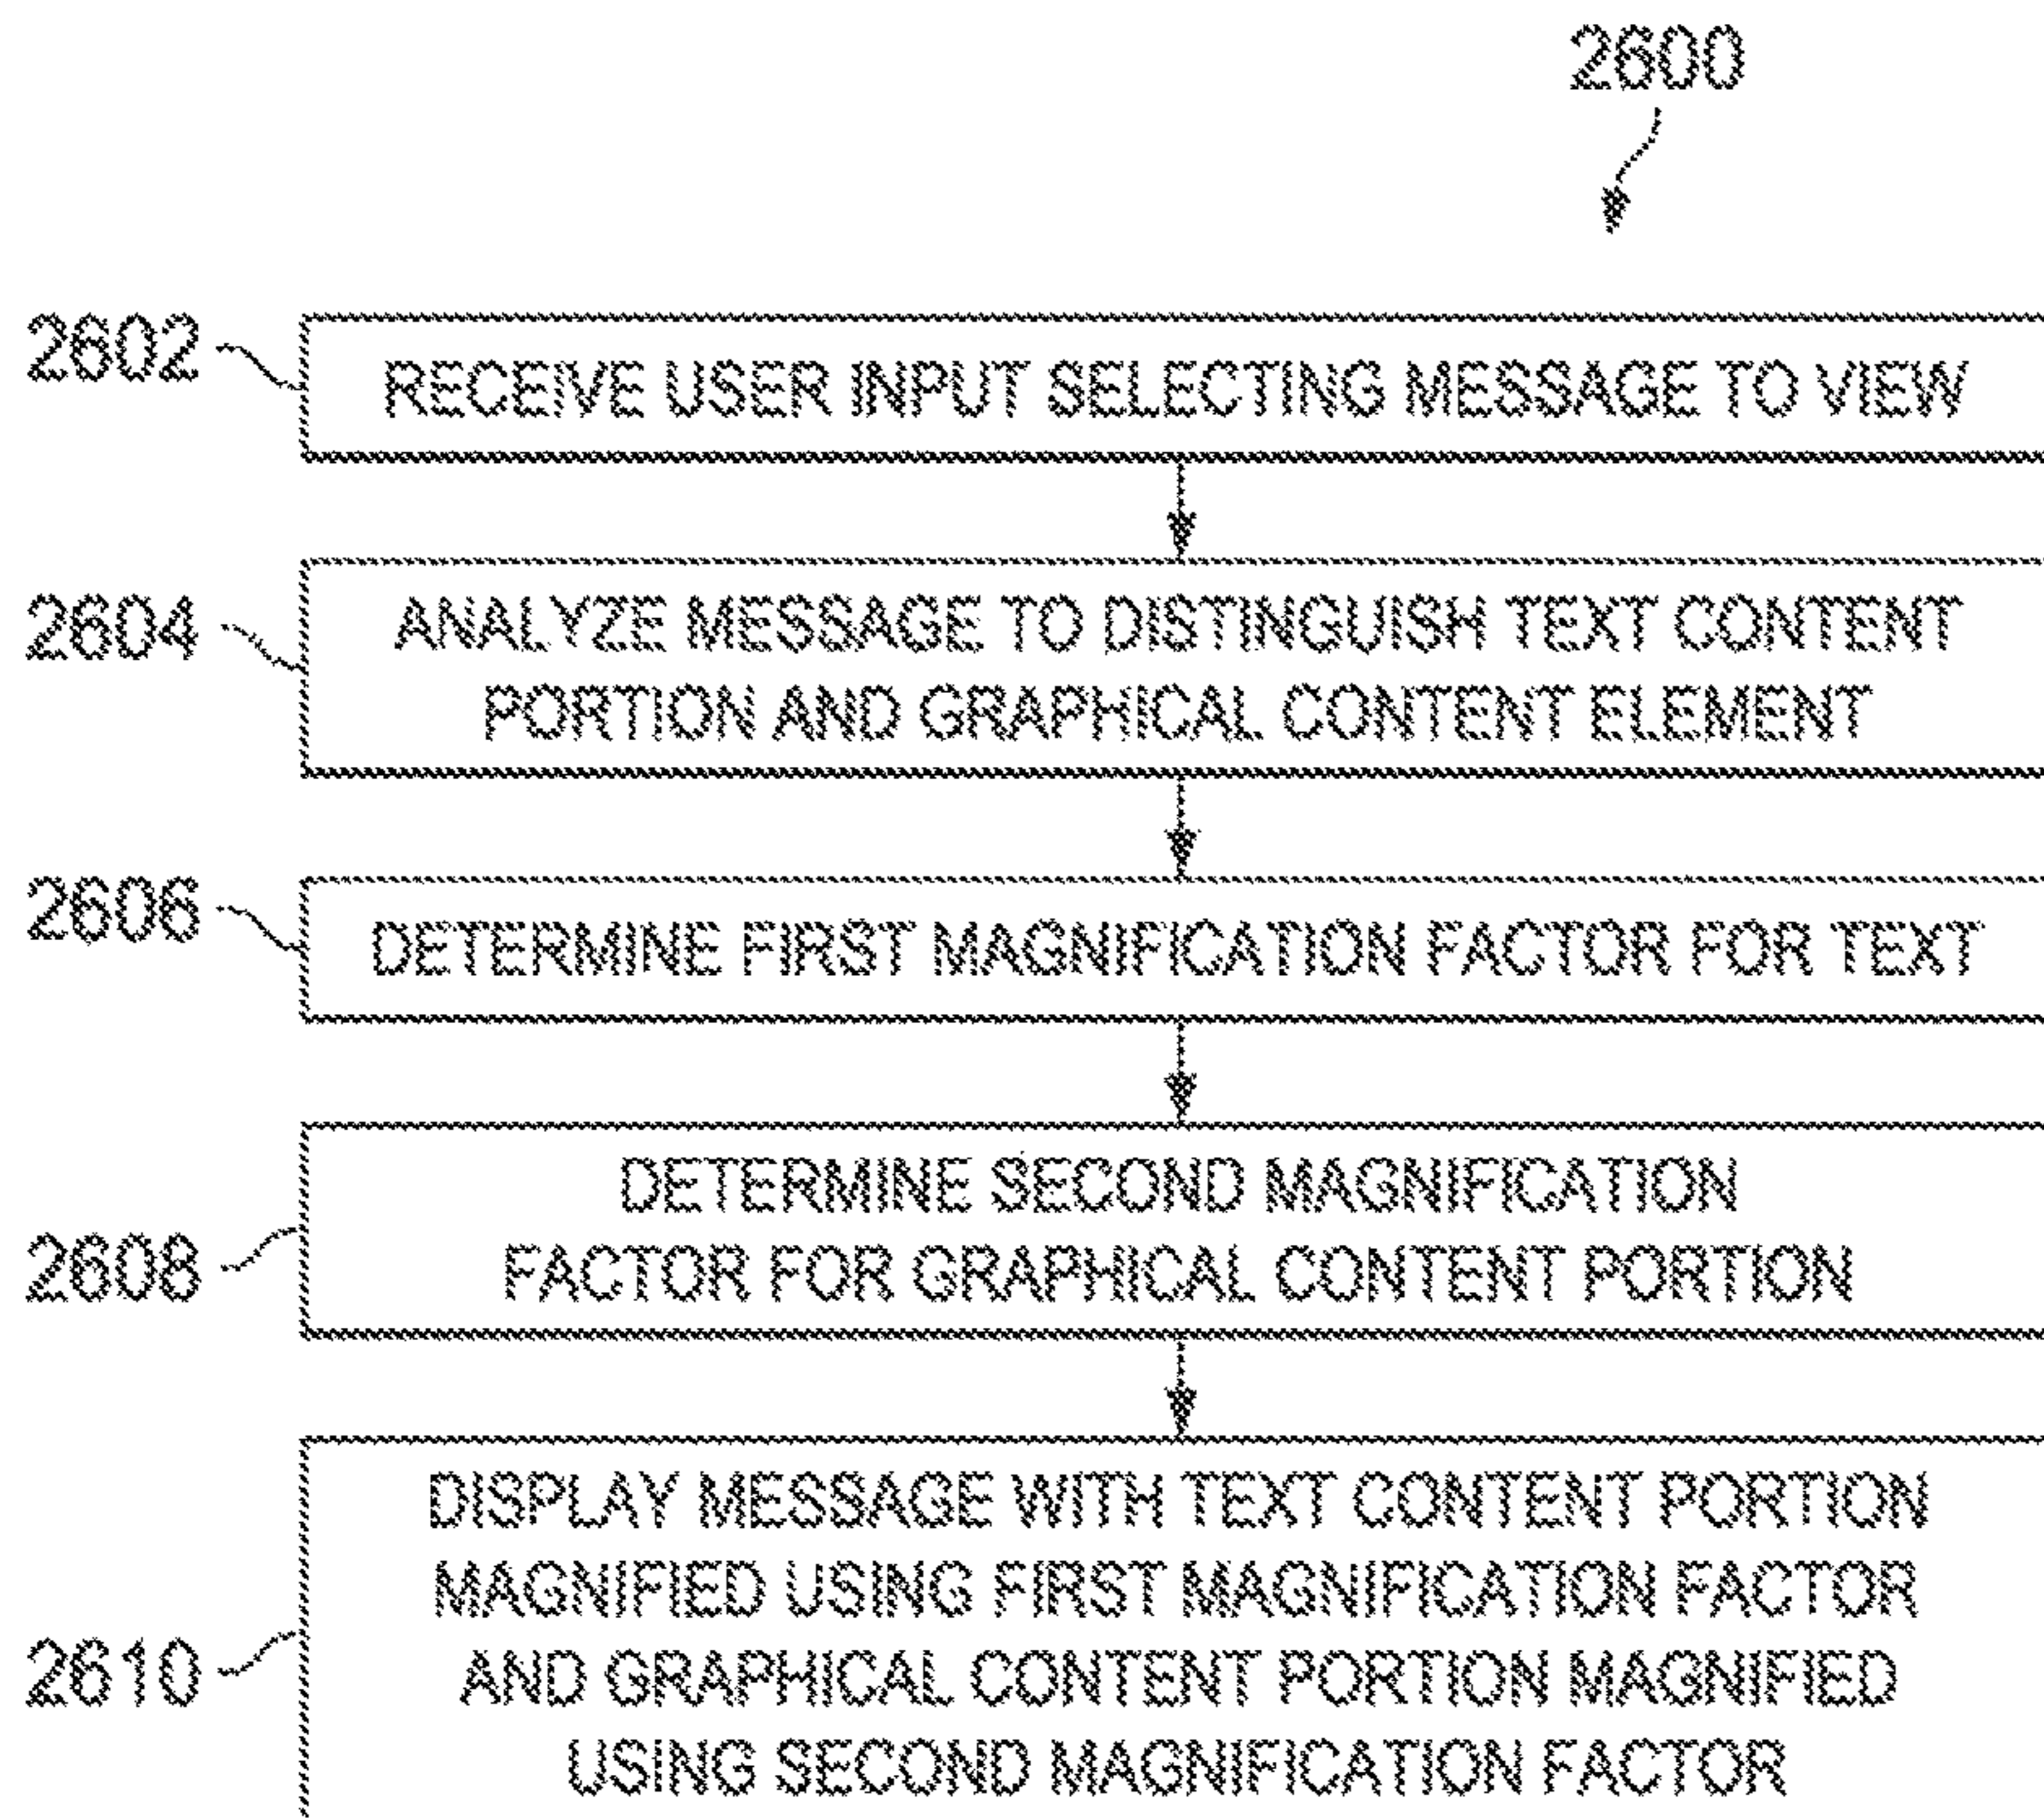 2600
2602
RECEIVE USER INPUT SELECTING MESSAGE TO VIEW
2604
ANALYZE MESSAGE TO DISTINGUISH TEXT CONTENT
PORTION AND GRAPHICAL CONTENT ELEMENT
2606
DETERMINE FIRST MAGNIFICATION FACTOR FOR TEXT
2608
DETERMINE SECOND MAGNIFICATION
FACTOR FOR GRAPHICAL CONTENT PORTION
2610
DISPLAY MESSAGE WITH TEXT CONTENT PORTION
MAGNIFIED USING FIRST MAGNIFICATION FACTOR
AND GRAPHICAL CONTENT PORTION MAGNIFIED
USING SECOND MAGNIFICATION FACTOR